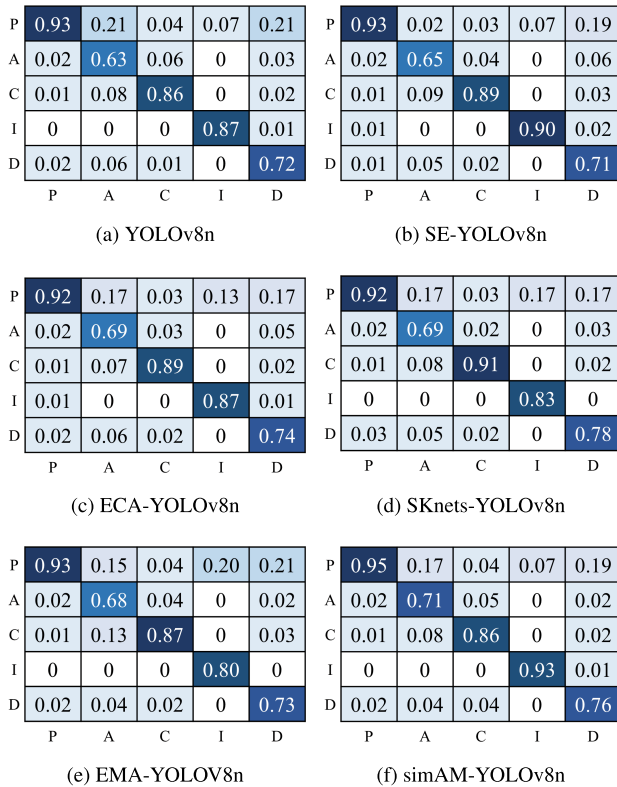 P 0.93 0.21 0.04 0.07 0.21 P 0.93 0.02 0.03 0.07 0.19
A 0.02 0.63 0.06 0 0.03 A 0.02 0.65 0.04 0 0.06
C 0.01 0.08 0.86 0 0.02 C 0.01 0.09 0.89 0 0.03
I 0 0 0 0.87 0.01 I 0.01 0 0 0.90 0.02
D 0.02 0.06 0.01 0 0.72 D 0.01 0.05 0.02 0 0.71
P A C I D P A C I D
(a) YOLOv8n (b) SE-YOLOv8n
P 0.92 0.17 0.03 0.13 0.17 P 0.92 0.17 0.03 0.17 0.17
A 0.02 0.69 0.03 0 0.05 A 0.02 0.69 0.02 0 0.03
C 0.01 0.07 0.89 0 0.02 C 0.01 0.08 0.91 0 0.02
I 0.01 0 0 0.87 0.01 I 0 0 0 0.83 0
D 0.02 0.06 0.02 0 0.74 D 0.03 0.05 0.02 0 0.78
P A C I D P A C I D
(c) ECA-YOLOv8n (d) SKnets-YOLOv8n
P 0.93 0.15 0.04 0.20 0.21 P 0.95 0.17 0.04 0.07 0.19
A 0.02 0.68 0.04 0 0.02 A 0.02 0.71 0.05 0 0.02
C 0.01 0.13 0.87 0 0.03 C 0.01 0.08 0.86 0 0.02
I 0 0 0 0.80 0 I 0 0 0 0.93 0.01
D 0.02 0.04 0.02 0 0.73 D 0.02 0.04 0.04 0 0.76
P A C I D P A C I D
(e) EMA-YOLOV8n (f) simAM-YOLOv8n